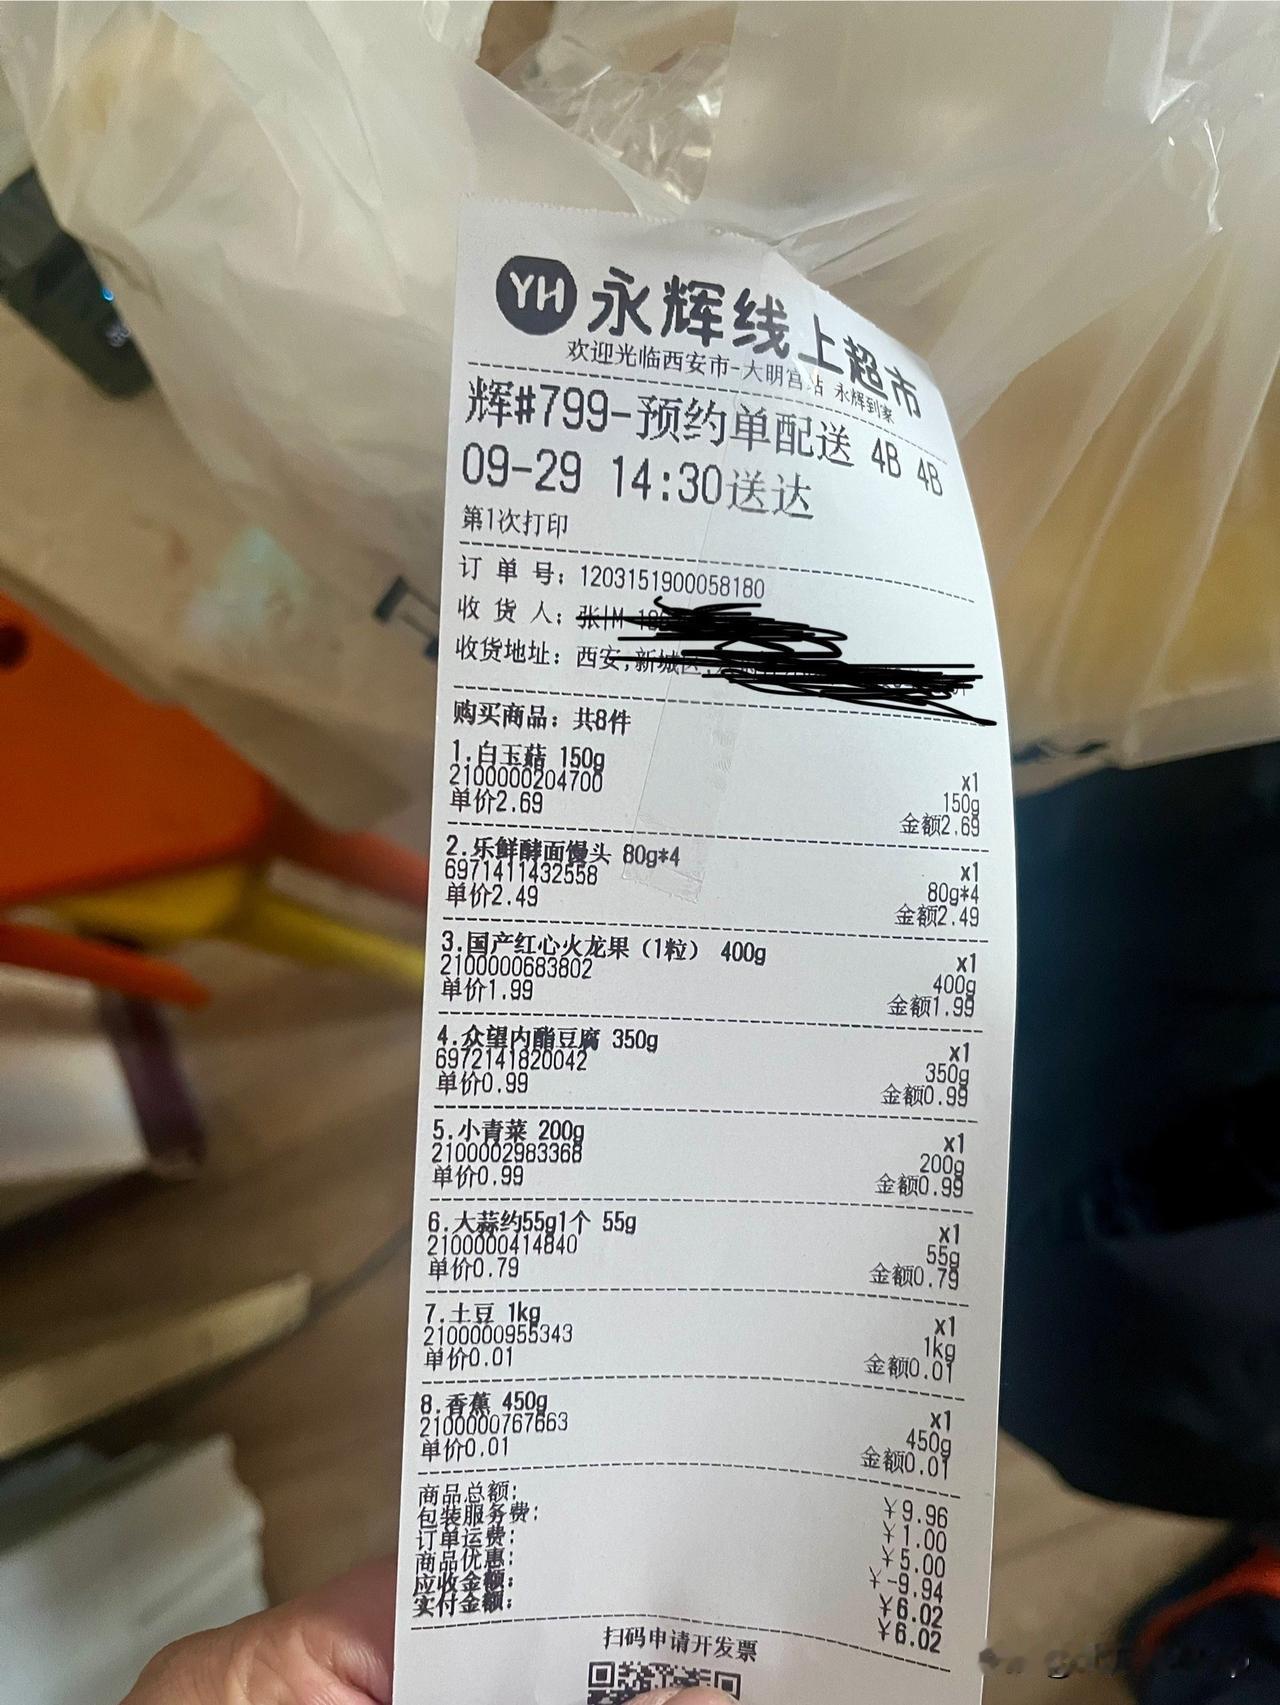 YH 永辉线上超市
欢迎光临西安市-大明宫站 永辉到家
辉#799-预约单配送 4B 4B
09-29 14:30送达
第1次打印
订 单 号: 1203151900058180
收 货 人:
收货地址: 西安,新城区,
购买商品: 共8件
1.白玉菇 150g
x1
2100000204700
150g
单价2.69
金额2.69
2.乐鲜酵面馒头 80g*4
x1
6971411432558
80g*4
单价2.49
金额2.49
3.国产红心火龙果（1粒） 400g
x1
2100000683802
400g
单价1.99
金额1.99
4.众望内酯豆腐 350g
x1
6972141820042
350g
单价0.99
金额0.99
5.小青菜 200g
x1
2100002983368
200g
单价0.99
金额0.99
6.大蒜约55g1个 55g
x1
2100000414840
55g
单价0.79
金额0.79
7.土豆 1kg
x1
2100000955343
1kg
单价0.01
金额0.01
8.香蕉 450g
x1
2100000767663
450g
单价0.01
金额0.01
商品总额: ¥9.96
包装服务费: ¥1.00
订单运费: ¥5.00
商品优惠: ¥-9.94
应收金额: ¥6.02
实付金额: ¥6.02
扫码申请开发票